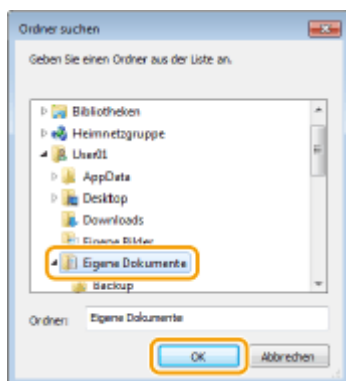 Ordner suchen
Geben Sie einen Ordner aus der Liste an.
Bibliotheken
Heimnetzgruppe
User01
AppData
Desktop
Downloads
Eigene Bilder
Eigene Dokumente
Backup
Ordner: Eigene Dokumente
OK Abbrechen